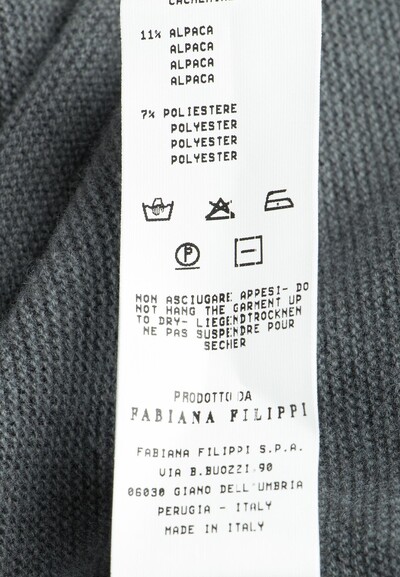 11% ALPACA
ALPACA
ALPACA
ALPACA
7% POLIESTERE
POLYESTER
POLYESTER
POLYESTER
P
NON ASCIUGARE APPESI- DO
NOT HANG THE GARMENT UP
TO DRY- LIEGENDTROCKNEN
NE PAS SUSPENDRE POUR
SECHER
PRODOTTO DA
FABIANA FILIPPI
FABIANA FILIPPI S.P.A.
VIA B.BUOZZI,90
06030 GIANO DELL'UMBRIA
PERUGIA - ITALY
MADE IN ITALY